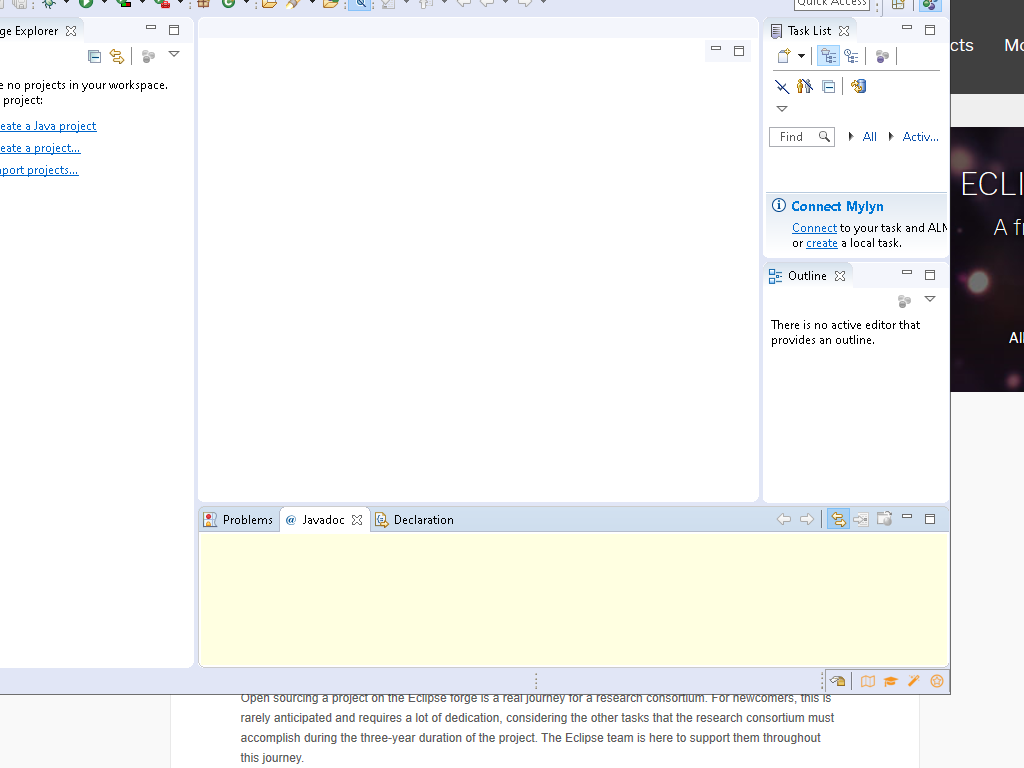 Quick Access
ge Explorer
e no projects in your workspace.
project:
eate a Java project
eate a project...
port projects...
Task List
Find
All
Activ...
Connect Mylyn
Connect to your task and ALM
or create a local task.
Outline
There is no active editor that
provides an outline.
Problems
@ Javadoc
Declaration
cts
Mo
ECLI
A fr
All
Open sourcing a project on the Eclipse forge is a real journey for a research consortium. For newcomers, this is
rarely anticipated and requires a lot of dedication, considering the other tasks that the research consortium must
accomplish during the three-year duration of the project. The Eclipse team is here to support them throughout
this journey.